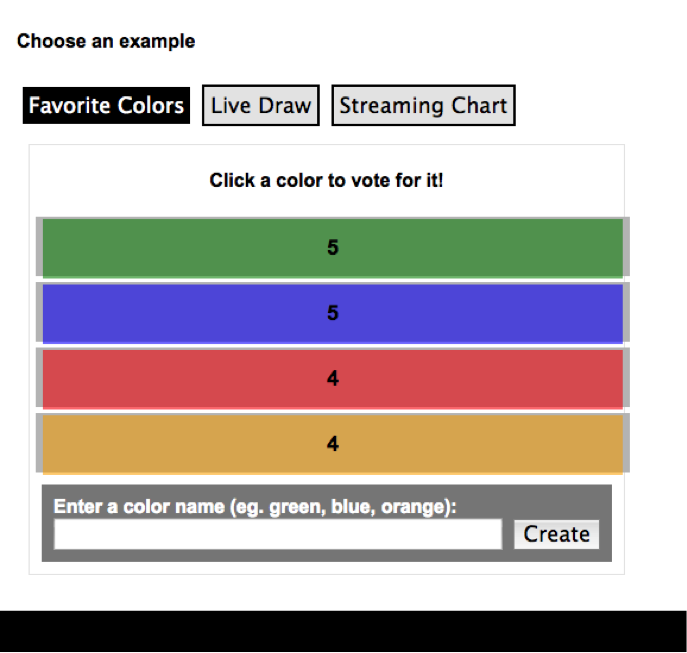 Choose an example
Favorite Colors Live Draw Streaming Chart
Click a color to vote for it!
5
5
4
4
Enter a color name (eg. green, blue, orange):
Create